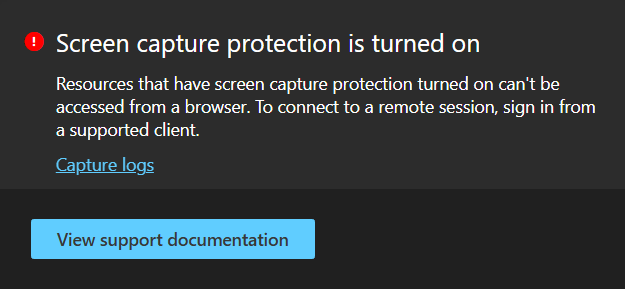 Screen capture protection is turned on
Resources that have screen capture protection turned on can't be
accessed from a browser. To connect to a remote session, sign in from
a supported client.
Capture logs
View support documentation